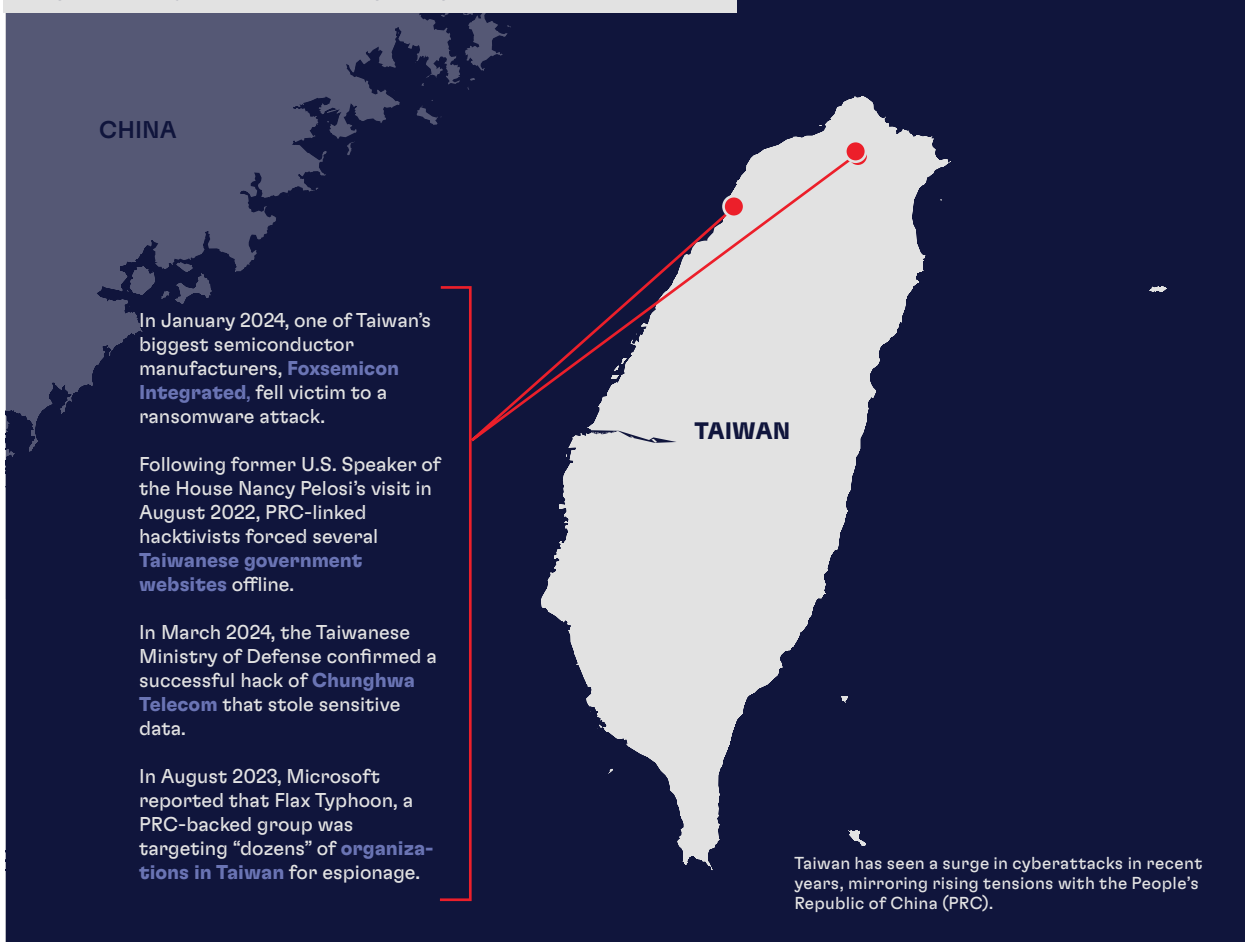 CHINA
In January 2024, one of Taiwan's
biggest semiconductor
manufacturers, Foxsemicon
Integrated, fell victim to a
ransomware attack.
Following former U.S. Speaker of
the House Nancy Pelosi's visit in
August 2022, PRC-linked
hacktivists forced several
Taiwanese government
websites offline.
In March 2024, the Taiwanese
Ministry of Defense confirmed a
successful hack of Chunghwa
Telecom that stole sensitive
data.
In August 2023, Microsoft
reported that Flax Typhoon, a
PRC-backed group was
targeting “dozens” of organiza-
tions in Taiwan for espionage.
TAIWAN
Taiwan has seen a surge in cyberattacks in recent
years, mirroring rising tensions with the People's
Republic of China (PRC).